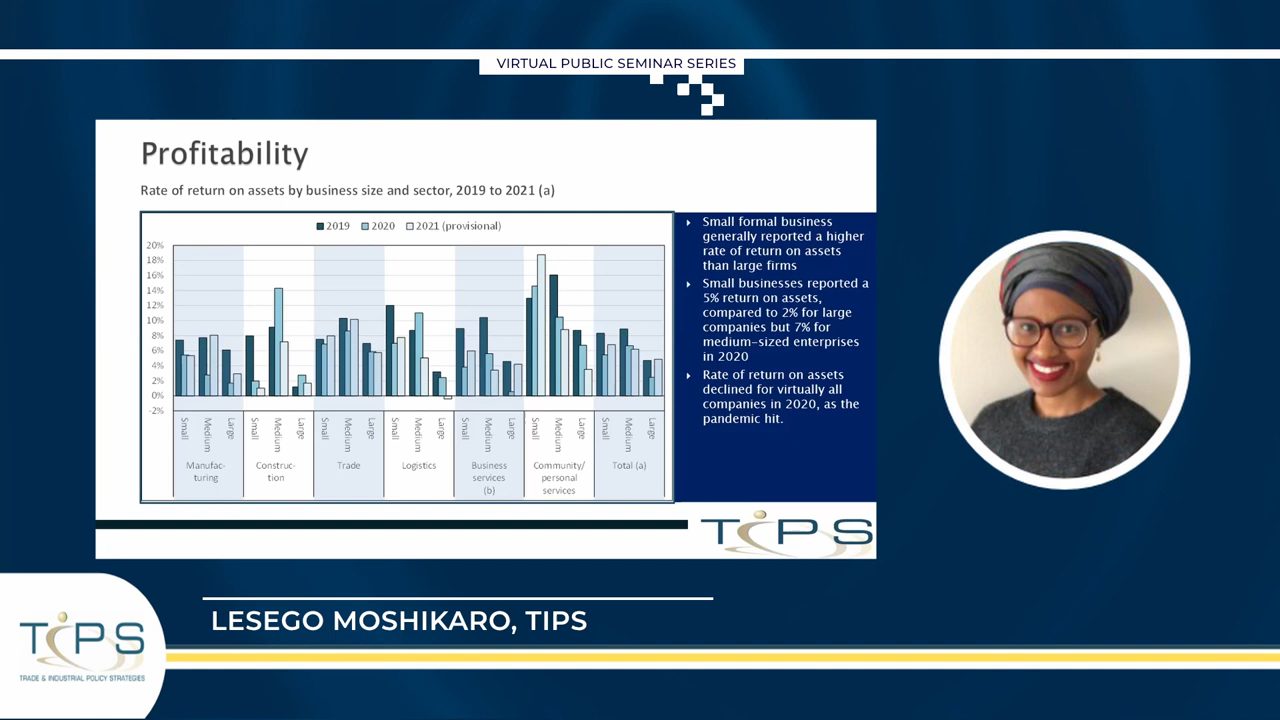 VIRTUAL PUBLIC SEMINAR SERIES
Profitability
Rate of return on assets by business size and sector, 2019 to 2021 (a)
2019 2020 2021 (provisional)
20%
18%
16%
14%
12%
10%
8%
6%
4%
2%
0%
-2%
Small Medium Large Small Medium Large Small Medium Large Small Medium Large Small Medium Large Small Medium Large Small Medium Large
Manufac- Construc- Trade Logistics Business Community/ Total (a)
turing tion services personal
(b) services
Small formal business
generally reported a higher
rate of return on assets
than large firms
Small businesses reported a
5% return on assets,
compared to 2% for large
companies but 7% for
medium-sized enterprises
in 2020
Rate of return on assets
declined for virtually all
companies in 2020, as the
pandemic hit.
TiPS
LESEGO MOSHIKARO, TIPS
TiPS
TRADE & INDUSTRIAL POLICY STRATEGIES